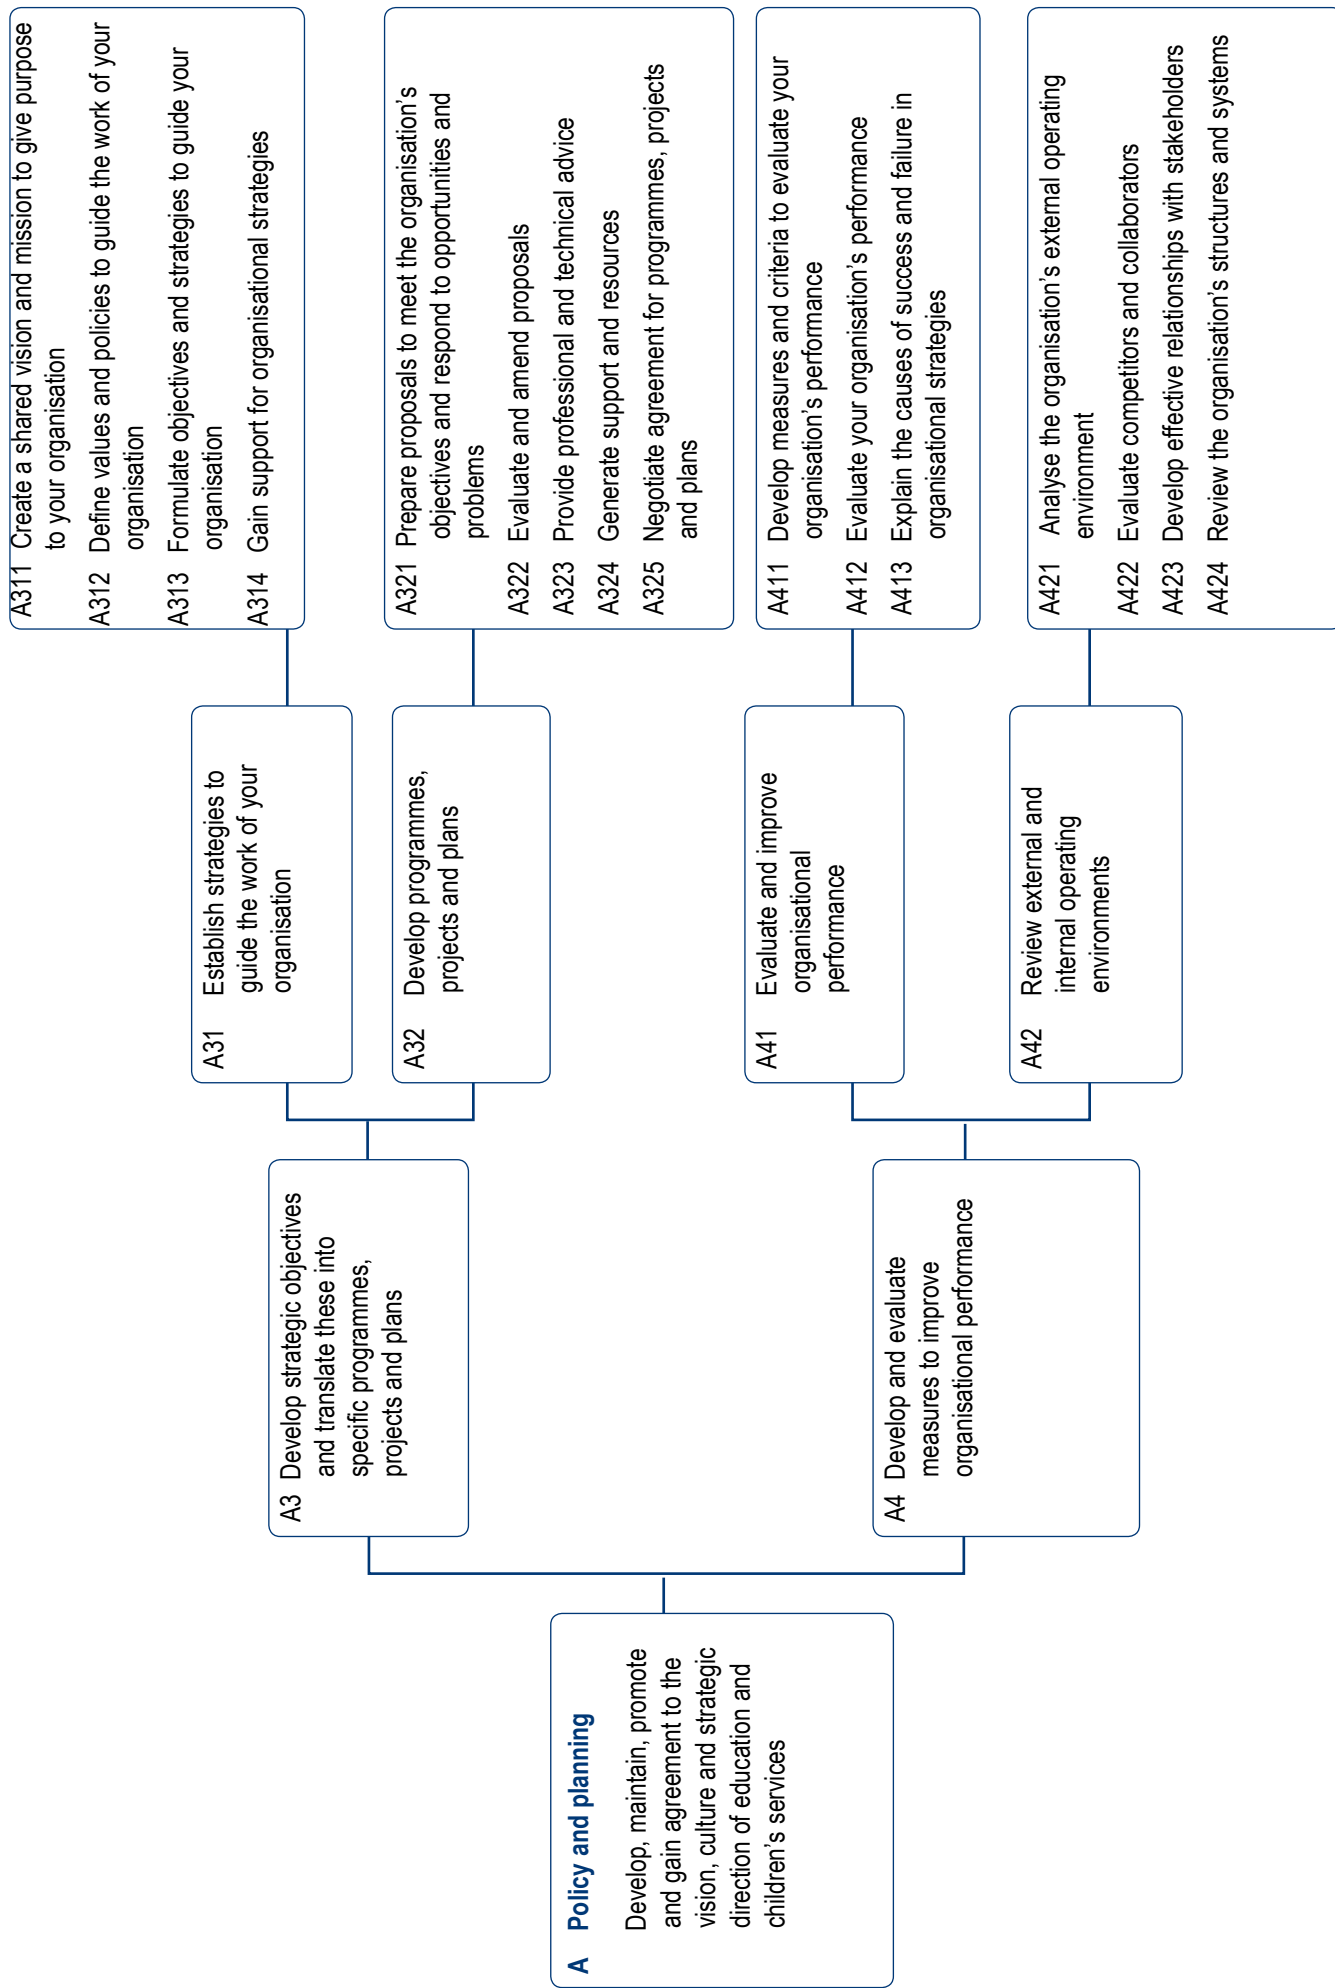 A Policy and planning
Develop, maintain, promote
and gain agreement to the
vision, culture and strategic
direction of education and
children’s services
A3 Develop strategic objectives
and translate these into
specific programmes,
projects and plans
A4 Develop and evaluate
measures to improve
organisational performance
A31 Establish strategies to
guide the work of your
organisation
A32 Develop programmes,
projects and plans
A41 Evaluate and improve
organisational
performance
A42 Review external and
internal operating
environments
A311 Create a shared vision and mission to give purpose
to your organisation
A312 Define values and policies to guide the work of your
organisation
A313 Formulate objectives and strategies to guide your
organisation
A314 Gain support for organisational strategies
A321 Prepare proposals to meet the organisation’s
objectives and respond to opportunities and
problems
A322 Evaluate and amend proposals
A323 Provide professional and technical advice
A324 Generate support and resources
A325 Negotiate agreement for programmes, projects
and plans
A411 Develop measures and criteria to evaluate your
organisation’s performance
A412 Evaluate your organisation’s performance
A413 Explain the causes of success and failure in
organisational strategies
A421 Analyse the organisation’s external operating
environment
A422 Evaluate competitors and collaborators
A423 Develop effective relationships with stakeholders
A424 Review the organisation’s structures and systems